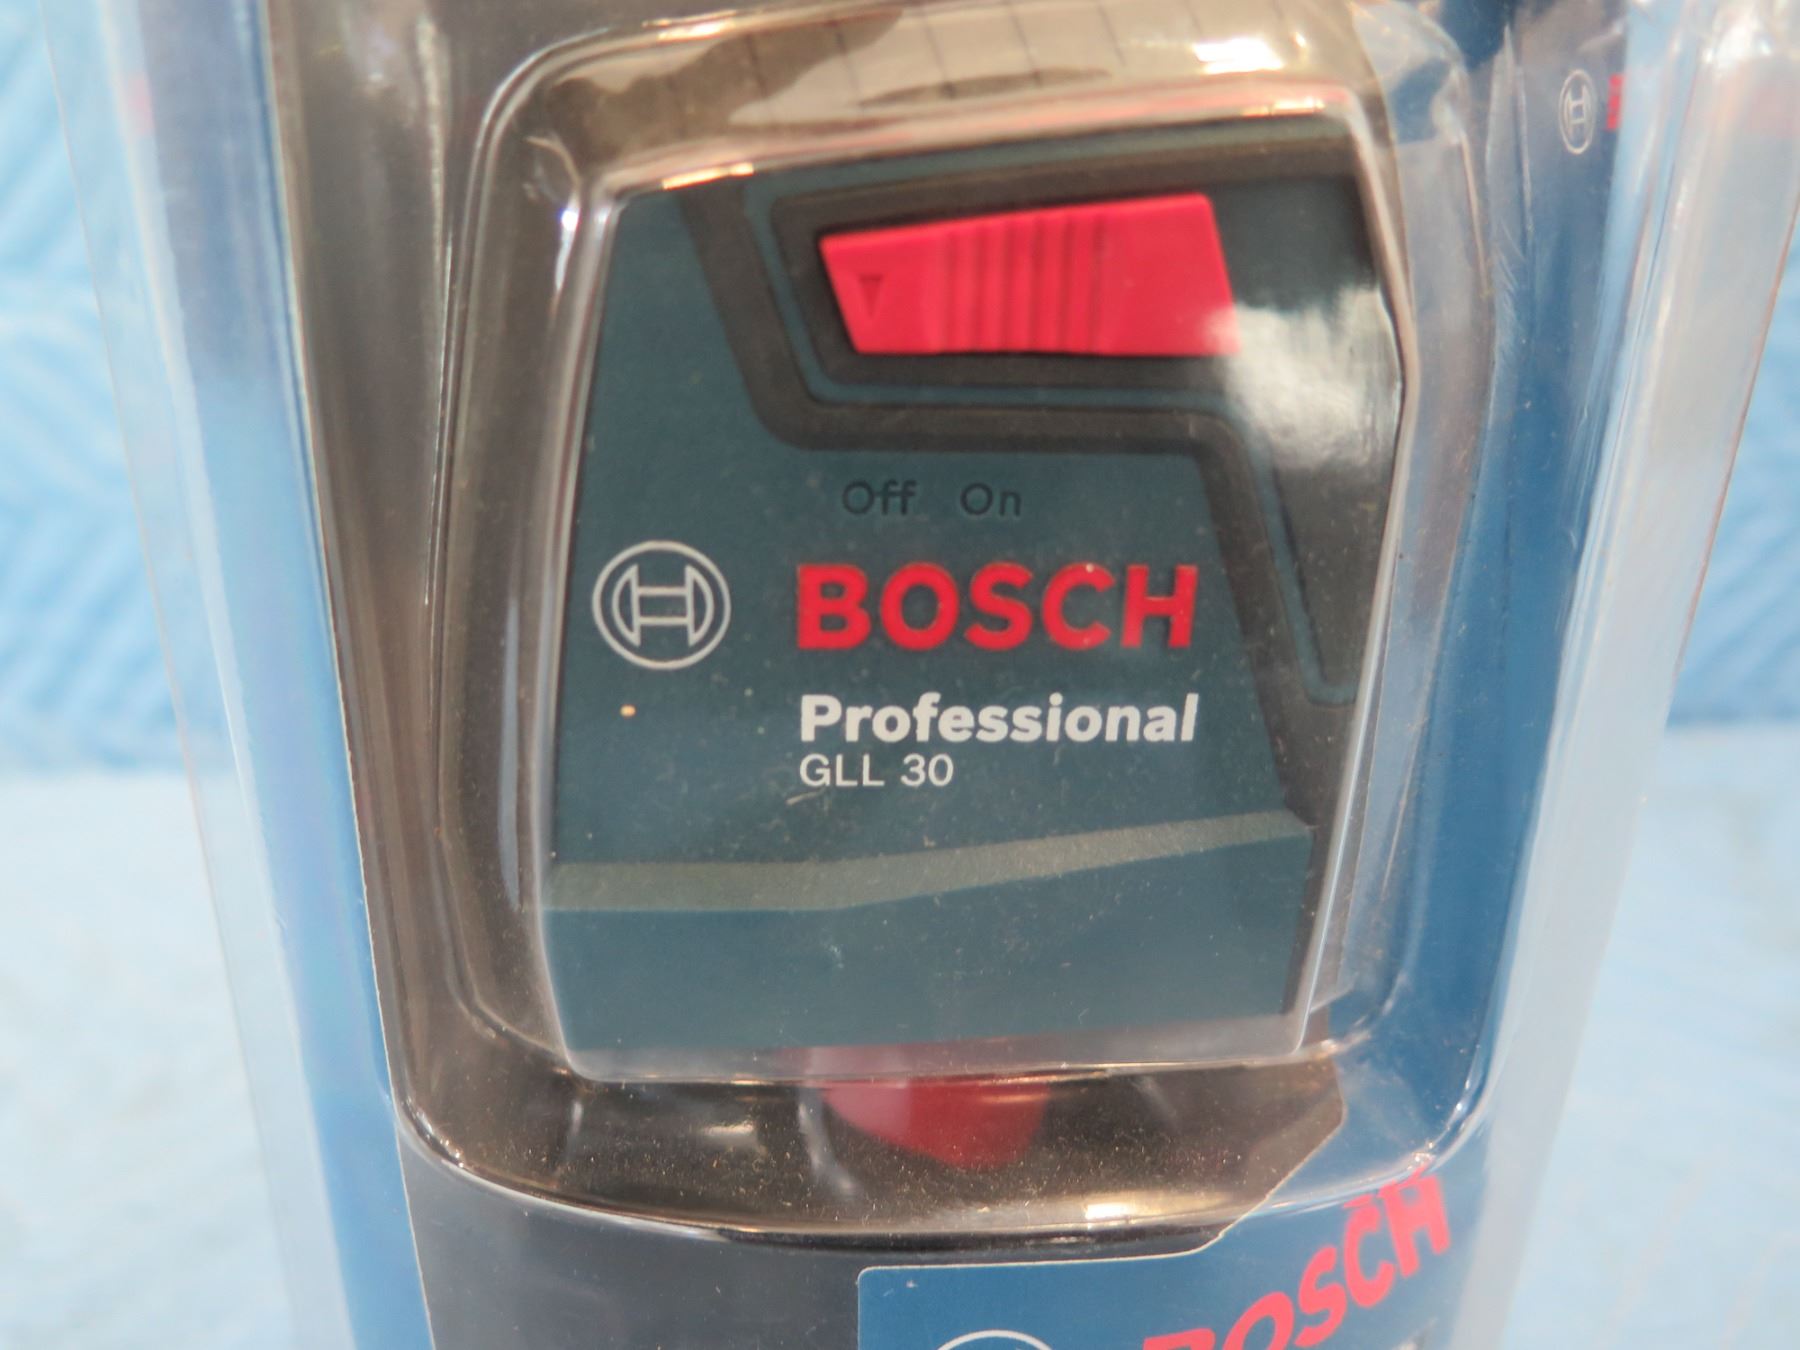 Off On
BOSCH
Professional
GLL 30
BOSCH